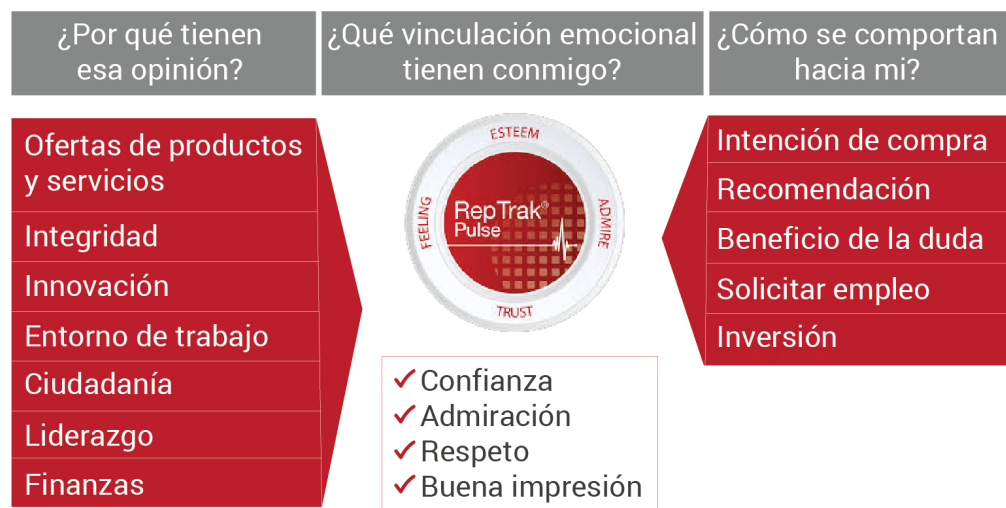 ¿Por qué tienen
esa opinión?
¿Qué vinculación emocional
tienen conmigo?
¿Cómo se comportan
hacia mi?
Ofertas de productos
y servicios
Integridad
Innovación
Entorno de trabajo
Ciudadanía
Liderazgo
Finanzas
ESTEEM
FEELING
RepTrak®
Pulse
ADMIRE
TRUST
Confianza
Admiración
Respeto
Buena impresión
Intención de compra
Recomendación
Beneficio de la duda
Solicitar empleo
Inversión